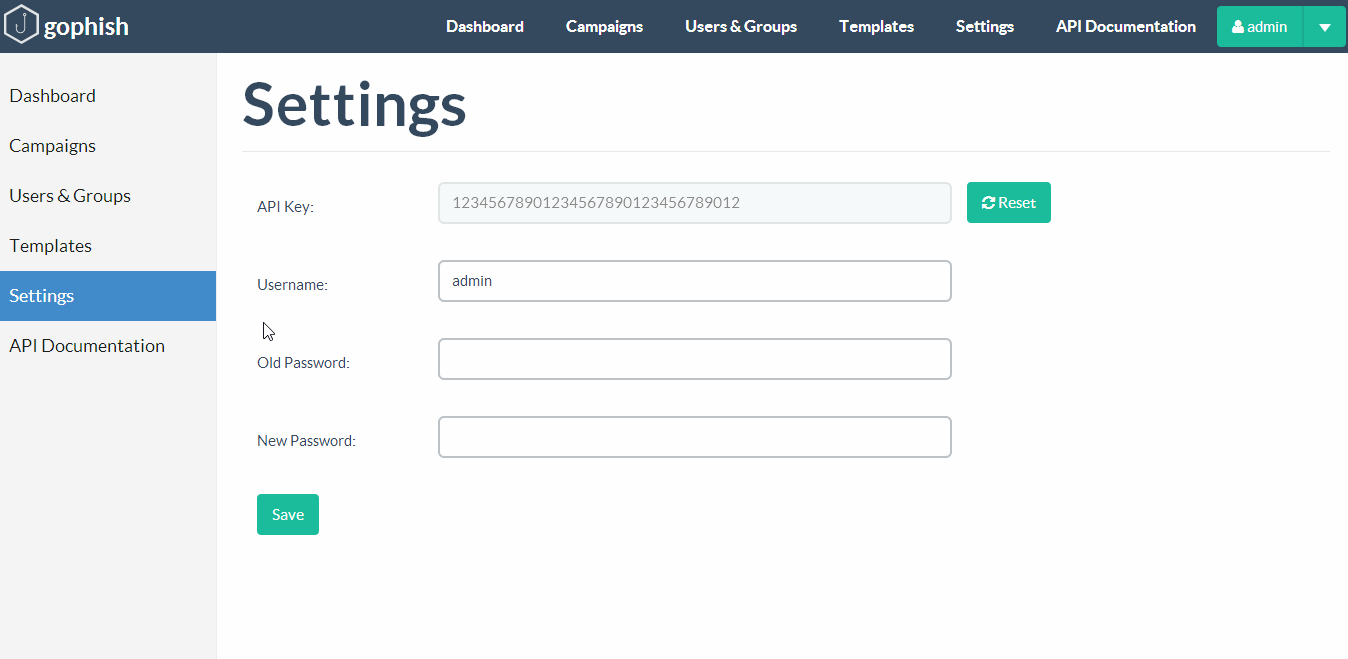 gophish
Dashboard Campaigns Users & Groups Templates Settings API Documentation admin
Dashboard
Campaigns
Users & Groups
Templates
Settings
API Documentation
Settings
API Key: 12345678901234567890123456789012 Reset
Username: admin
Old Password:
New Password:
Save